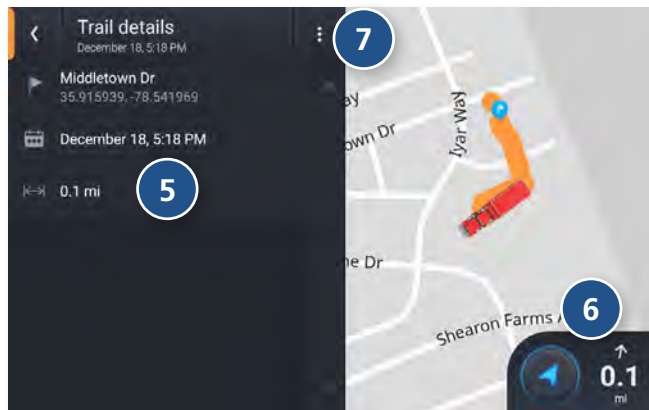 Trail details
December 18, 5:18 PM
7
Middletown Dr
35.915939, -78.541969
December 18, 5:18 PM
0.1 mi
5
ay
own Dr
Iyar Way
ne Dr
Shearon Farms A
6
0.1
mi